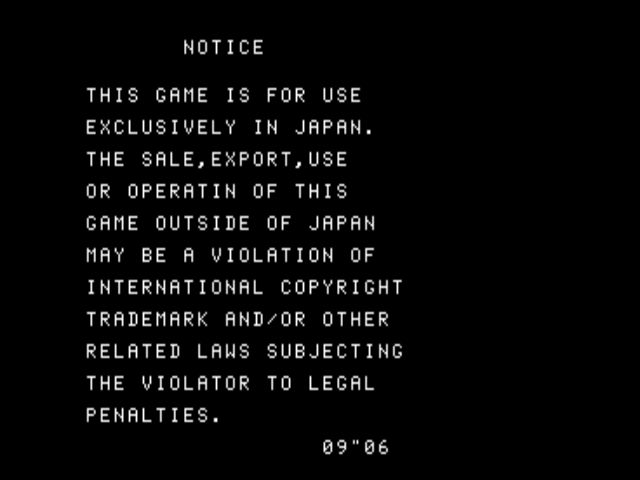 NOTICE
THIS GAME IS FOR USE
EXCLUSIVELY IN JAPAN.
THE SALE,EXPORT,USE
OR OPERATIN OF THIS
GAME OUTSIDE OF JAPAN
MAY BE A VIOLATION OF
INTERNATIONAL COPYRIGHT
TRADEMARK AND/OR OTHER
RELATED LAWS SUBJECTING
THE VIOLATOR TO LEGAL
PENALTIES.
09"06